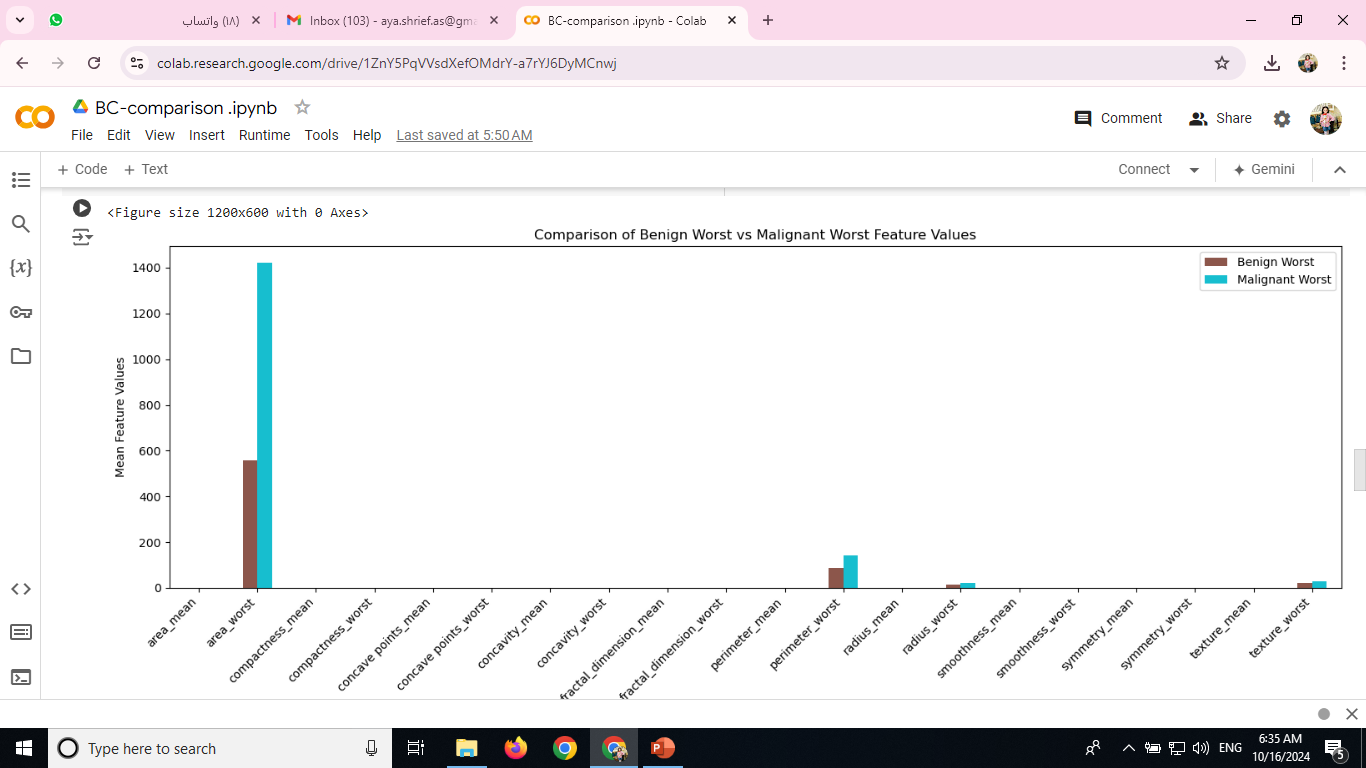 (١٨) واتساب
Inbox (103) - aya.shrief.as@gma
BC-comparison .ipynb - Colab
colab.research.google.com/drive/1ZnY5PqVVsdXefOMdrY-a7rYJ6DyMCnwj
BC-comparison .ipynb
Comment
Share
File Edit View Insert Runtime Tools Help Last saved at 5:50 AM
+ Code + Text
Connect
Gemini
{x}
<Figure size 1200x600 with 0 Axes>
Comparison of Benign Worst vs Malignant Worst Feature Values
Benign Worst
Malignant Worst
Mean Feature Values
1400
1200
1000
800
600
400
200
0
area_mean
area_worst
compactness_mean
compactness_worst
concave points_mean
concave points_worst
concavity_mean
concavity_worst
fractal_dimension_mean
fractal_dimension_worst
perimeter_mean
perimeter_worst
radius_mean
radius_worst
smoothness_mean
smoothness_worst
symmetry_mean
symmetry_worst
texture_mean
texture_worst
Type here to search
ENG
6:35 AM
10/16/2024
5